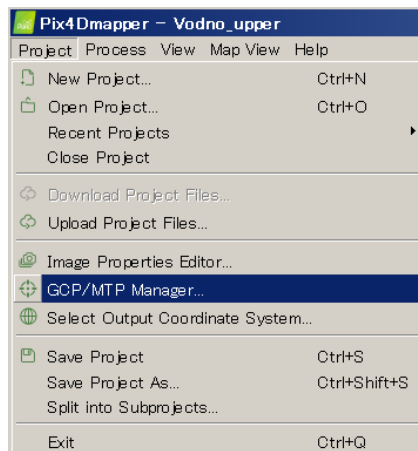 Pix4Dmapper - Vodno_upper
Project Process View Map View Help
New Project... Ctrl+N
Open Project... Ctrl+O
Recent Projects
Close Project
Download Project Files...
Upload Project Files...
Image Properties Editor...
GCP/MTP Manager...
Select Output Coordinate System...
Save Project Ctrl+S
Save Project As... Ctrl+Shift+S
Split into Subprojects...
Exit Ctrl+Q